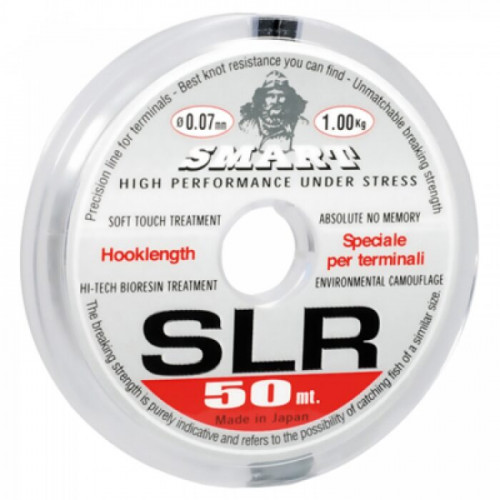 Precision line for terminals - Best knot resistance you can find - Unmatchable breaking strength
Ø 0.07mm
1.00Kg
SMART
HIGH PERFORMANCE UNDER STRESS
SOFT TOUCH TREATMENT
ABSOLUTE NO MEMORY
Hooklength
Speciale
per terminali
HI-TECH BIORESIN TREATMENT
ENVIRONMENTAL CAMOUFLAGE
SLR
50 mt.
Made in Japan
The breaking strength is purely indicative and refers to the possibility of catching fish of a similar size.